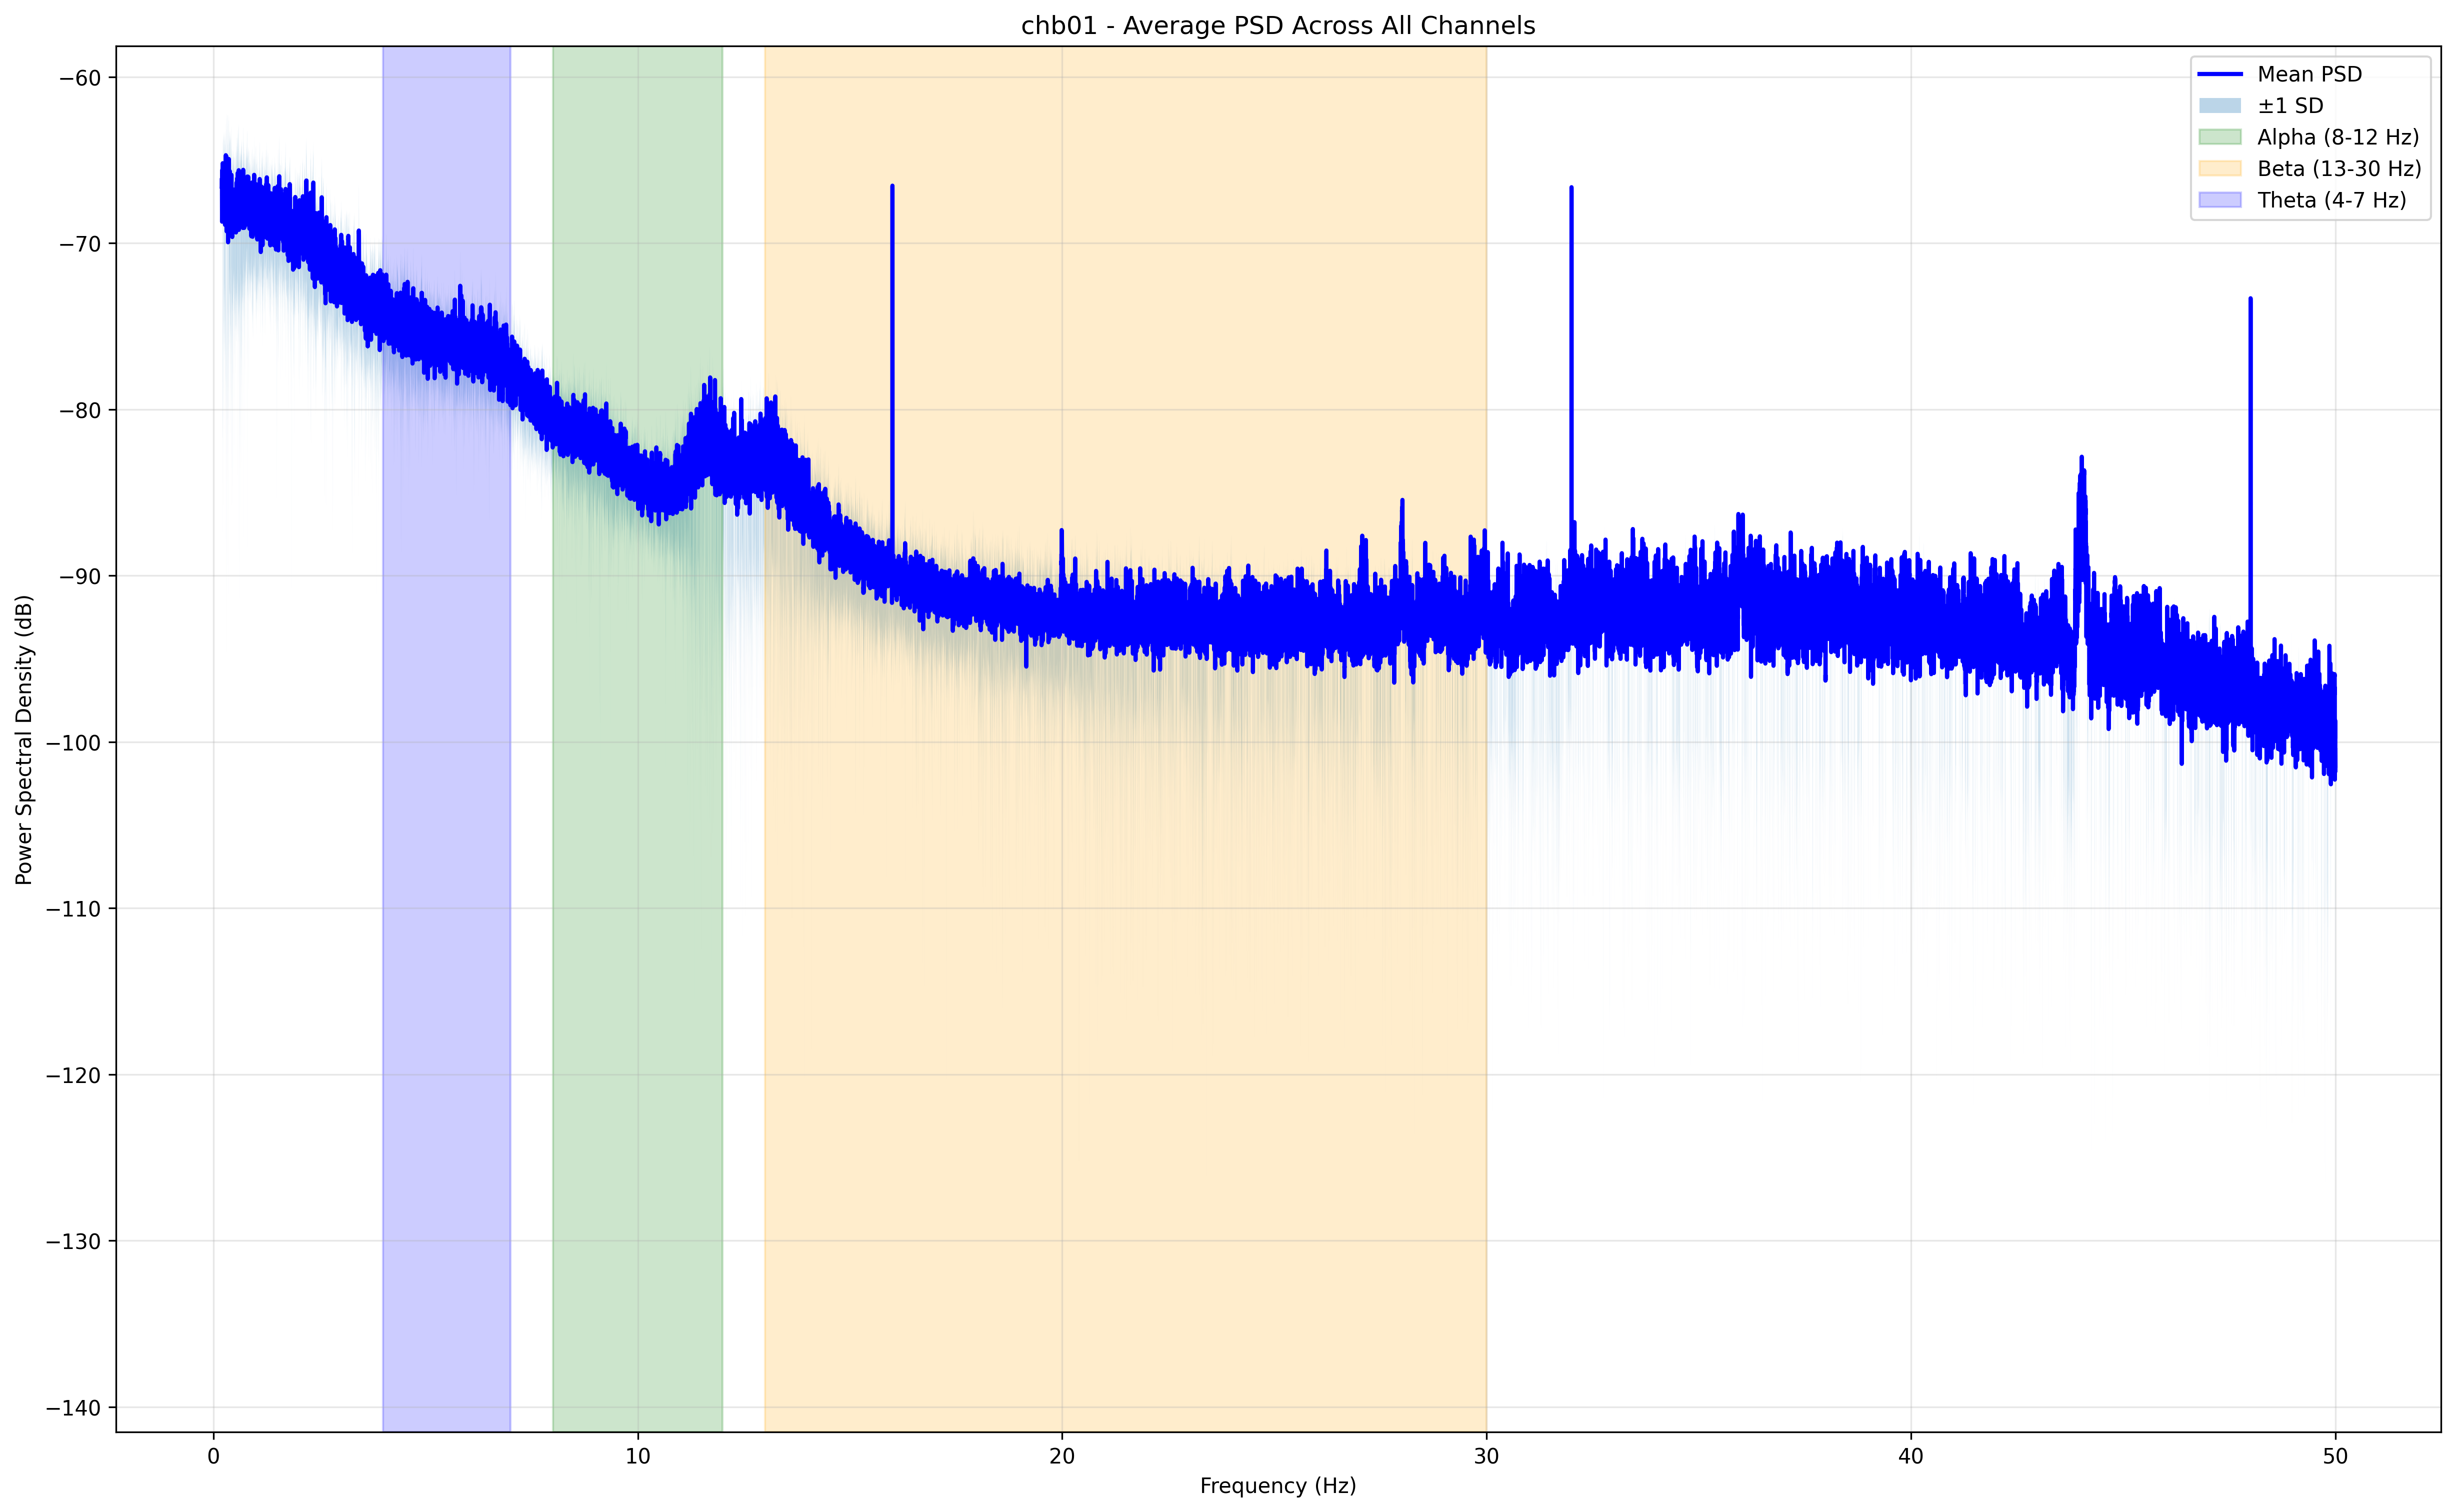 chb01 - Average PSD Across All Channels
Mean PSD
±1 SD
Alpha (8-12 Hz)
Beta (13-30 Hz)
Theta (4-7 Hz)
Power Spectral Density (dB)
−60
−70
−80
−90
−100
−110
−120
−130
−140
0 10 20 30 40 50
Frequency (Hz)